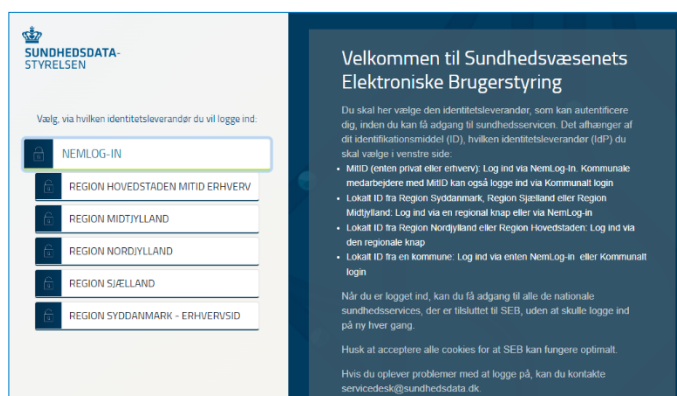 SUNDHEDSDATA-
STYRELSEN
Vælg, via hvilken identitetsleverandør du vil logge ind:
NEMLOG-IN
REGION HOVEDSTADEN MITID ERHVERV
REGION MIDTJYLLAND
REGION NORDJYLLAND
REGION SJÆLLAND
REGION SYDDANMARK - ERHVERVSID
Velkommen til Sundhedsvæsenets
Elektroniske Brugerstyring
Du skal her vælge den identitetsleverandør, som kan autentificere
dig, inden du kan få adgang til sundhedsservicen. Det afhænger af
dit identifikationsmiddel (ID), hvilken identitetsleverandør (IdP) du
skal vælge i venstre side:
• MitID (enten privat eller erhverv): Log ind via NemLog-In. Kommunale
medarbejdere med MitID kan også logge ind via Kommunalt login
• Lokalt ID fra Region Syddanmark, Region Sjælland eller Region
Midtjylland: Log ind via en regional knap eller via NemLog-in
• Lokalt ID fra Region Nordjylland eller Region Hovedstaden: Log ind via
den regionale knap
• Lokalt ID fra en kommune: Log ind via enten NemLog-in eller Kommunalt
login
Når du er logget ind, kan du få adgang til alle de nationale
sundhedsservices, der er tilsluttet til SEB, uden at skulle logge ind
på ny hver gang.
Husk at acceptere alle cookies for at SEB kan fungere optimalt.
Hvis du oplever problemer med at logge på, kan du kontakte
servicedesk@sundhedsdata.dk.